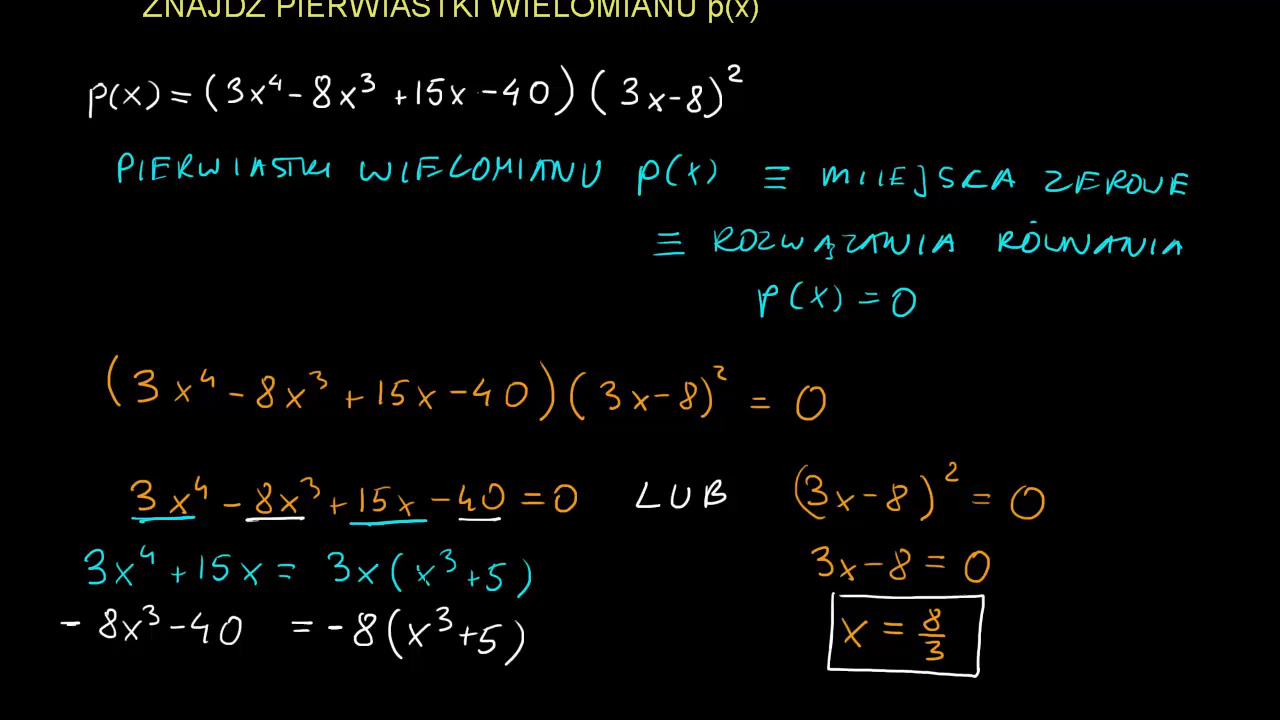 ZNAJDZ PIERWIASTKI WIELOMIANU p(x)
p(x) = (3x⁴ - 8x³ + 15x - 40)(3x - 8)²
PIERWIASTKI WIELOMIANU p(x) ≡ MIEJSCA ZEROWE
≡ ROZWĄZANIA RÓWNANIA
p(x) = 0
(3x⁴ - 8x³ + 15x - 40)(3x - 8)² = 0
3x⁴ - 8x³ + 15x - 40 = 0 LUB (3x - 8)² = 0
3x⁴ + 15x = 3x(x³ + 5) 3x - 8 = 0
- 8x³ - 40 = -8(x³ + 5) x = 8/3